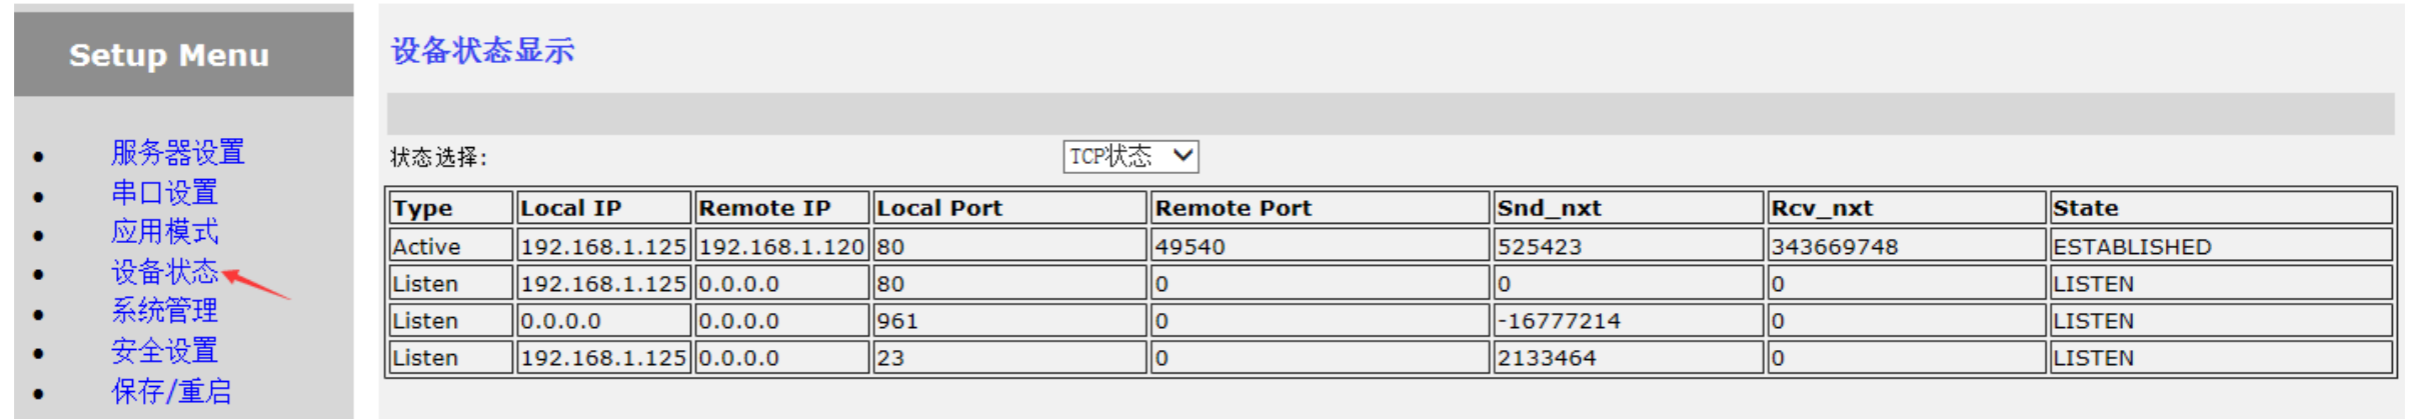 Setup Menu
服务器设置
串口设置
应用模式
设备状态
系统管理
安全设置
保存/重启
设备状态显示
状态选择:
TCP状态
Type Local IP Remote IP Local Port Remote Port Snd_nxt Rcv_nxt State
Active 192.168.1.125 192.168.1.120 80 49540 525423 343669748 ESTABLISHED
Listen 192.168.1.125 0.0.0.0 80 0 0 0 LISTEN
Listen 0.0.0.0 0.0.0.0 961 0 -16777214 0 LISTEN
Listen 192.168.1.125 0.0.0.0 23 0 2133464 0 LISTEN